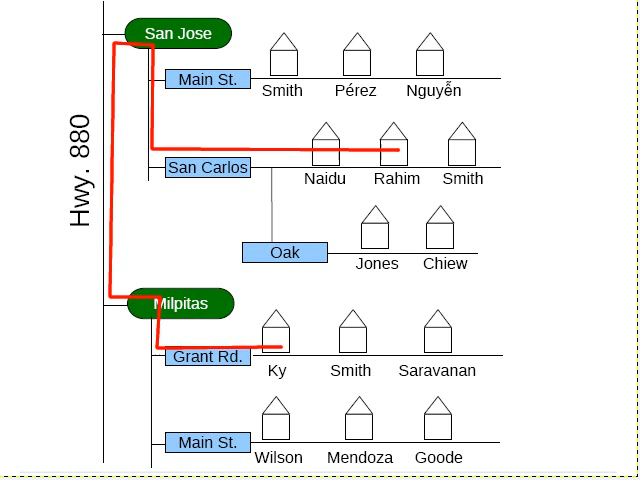 San Jose
Main St.
Smith Pérez Nguyễn
Hwy. 880
San Carlos
Naidu Rahim Smith
Oak
Jones Chiew
Milpitas
Grant Rd.
Ky Smith Saravanan
Main St.
Wilson Mendoza Goode